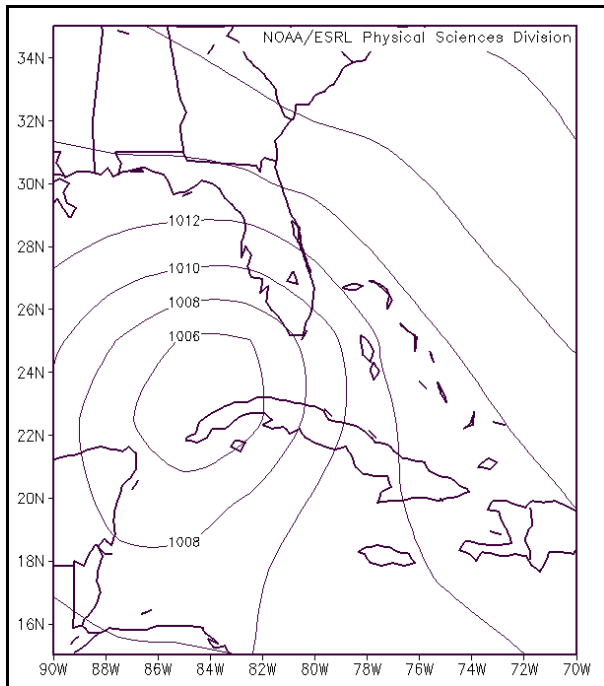 NOAA/ESRL Physical Sciences Division
34N
32N
30N
28N
26N
24N
22N
20N
18N
16N
1012
1010
1008
1006
1008
90W 88W 86W 84W 82W 80W 78W 76W 74W 72W 70W